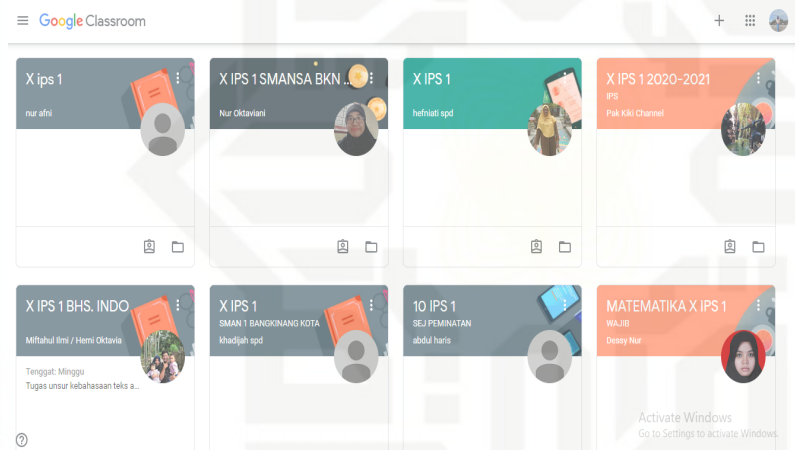 Google Classroom
X ips 1
nur afni
X IPS 1 SMANSA BKN ...
Nur Oktaviani
X IPS 1
hefniati spd
X IPS 1 2020-2021
IPS
Pak Kiki Channel
X IPS 1 BHS. INDO
Miftahul Ilmi / Hemi Oktavia
Tenggat: Minggu
Tugas unsur kebahasaan teks a...
X IPS 1
SMAN 1 BANGKINANG KOTA
khadijah spd
10 IPS 1
SEJ PEMINATAN
abdul haris
MATEMATIKA X IPS 1
WAJIB
Dessy Nur
Activate Windows
Go to Settings to activate Windows.